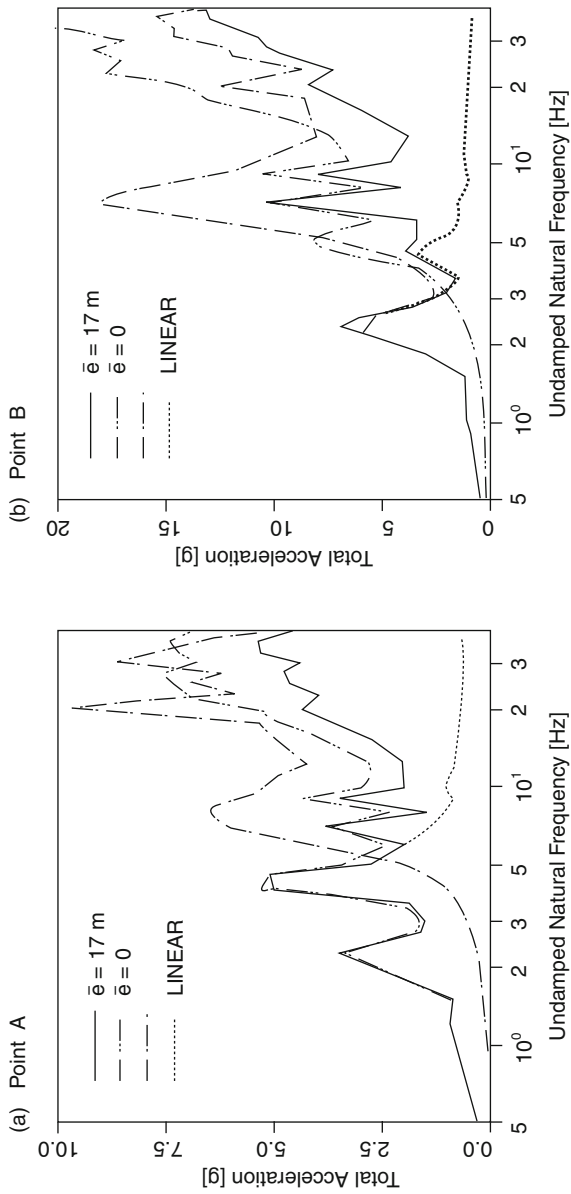 (a) Point A
ē = 17 m
ē = 0
LINEAR
Total Acceleration [g]
10.0
7.5
5.0
2.5
0.0
5
10⁰
2
3
5
10¹
2
3
Undamped Natural Frequency [Hz]
(b) Point B
ē = 17 m
ē = 0
LINEAR
Total Acceleration [g]
20
15
10
5
0
5
10⁰
2
3
5
10¹
2
3
Undamped Natural Frequency [Hz]